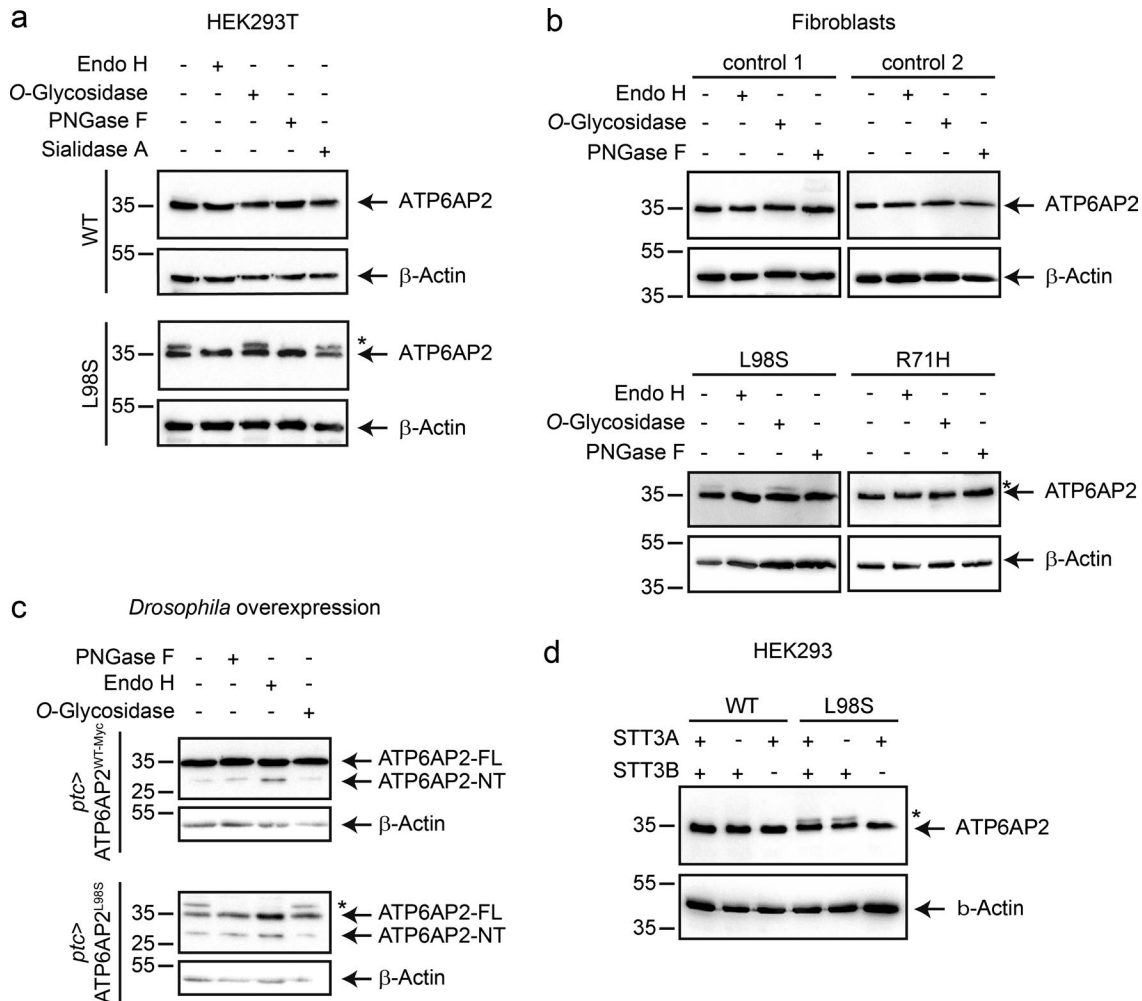 a
HEK293T
Endo H - + - - -
O-Glycosidase - - + - -
PNGase F - - - + -
Sialidase A - - - - +
WT
35 ATP6AP2
55
β-Actin
L98S
35 * ATP6AP2
55
β-Actin
b
Fibroblasts
control 1 control 2
Endo H - + - - - + - -
O-Glycosidase - - + - - - + -
PNGase F - - - + - - - +
35 ATP6AP2
55
β-Actin
35
L98S R71H
Endo H - + - - - + - -
O-Glycosidase - - + - - - + -
PNGase F - - - + - - - +
35 * ATP6AP2
55
β-Actin
35
c
Drosophila overexpression
PNGase F - + - -
Endo H - - + -
O-Glycosidase - - - +
ptc>
ATP6AP2WT-Myc
35 ATP6AP2-FL
25 ATP6AP2-NT
55
β-Actin
ptc>
ATP6AP2L98S
*
35 ATP6AP2-FL
25 ATP6AP2-NT
55
β-Actin
d
HEK293
WT L98S
STT3A + - + + - +
STT3B + + - + + -
*
35 ATP6AP2
55
b-Actin
35